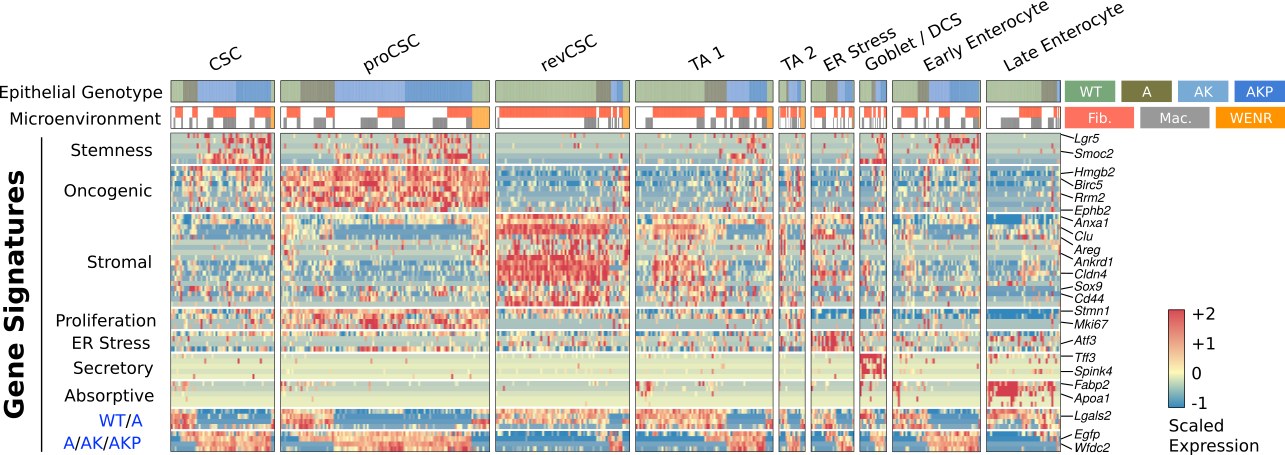 CSC
proCSC
revCSC
TA 1
TA 2
ER Stress
Goblet / DCS
Early Enterocyte
Late Enterocyte
Epithelial Genotype
WT
A
AK
AKP
Microenvironment
Fib.
Mac.
WENR
Gene Signatures
Stemness
Oncogenic
Stromal
Proliferation
ER Stress
Secretory
Absorptive
WT/A
A/AK/AKP
Lgr5
Smoc2
Hmgb2
Birc5
Rrm2
Ephb2
Anxa1
Clu
Areg
Ankrd1
Cldn4
Sox9
Cd44
Stmn1
Mki67
Atf3
Tff3
Spink4
Fabp2
Apoa1
Lgals2
Egfp
Wfdc2
+2
+1
0
-1
Scaled
Expression